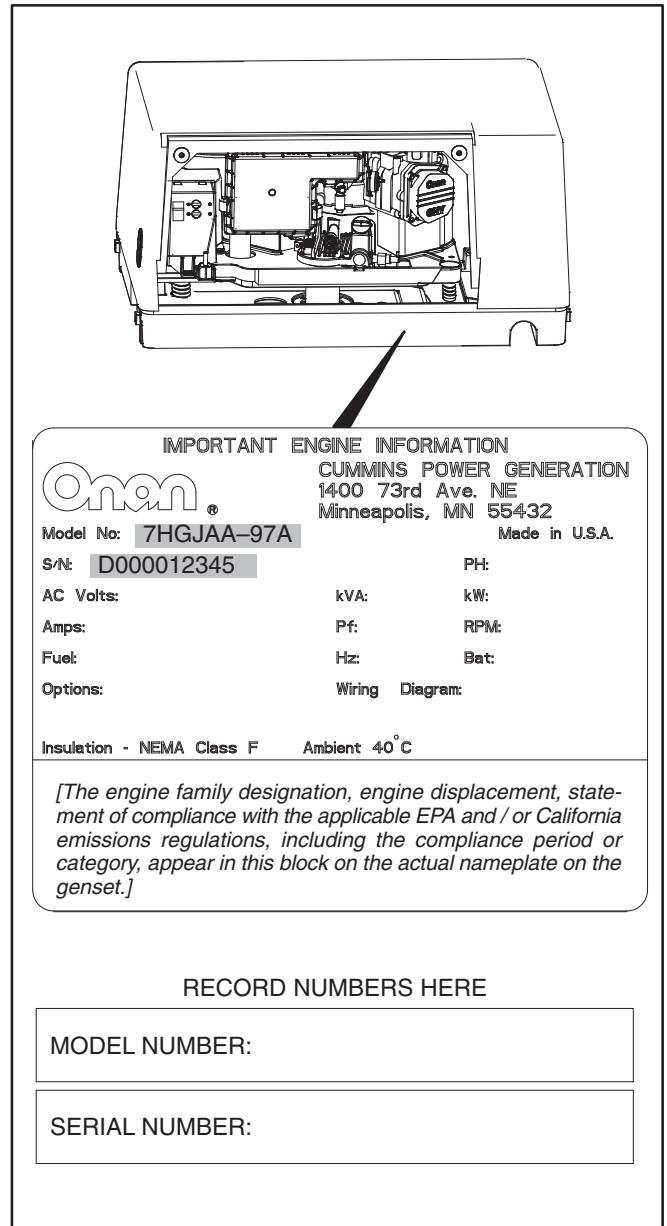 Onan
OHV
IMPORTANT ENGINE INFORMATION
Onan ®
CUMMINS POWER GENERATION
1400 73rd Ave. NE
Minneapolis, MN 55432
Model No: 7HGJAA–97A
Made in U.S.A.
S/N: D000012345
PH:
AC Volts:
kVA:
kW:
Amps:
Pf:
RPM:
Fuel:
Hz:
Bat:
Options:
Wiring Diagram:
Insulation - NEMA Class F
Ambient 40°C
[The engine family designation, engine displacement, state-
ment of compliance with the applicable EPA and / or California
emissions regulations, including the compliance period or
category, appear in this block on the actual nameplate on the
genset.]
RECORD NUMBERS HERE
MODEL NUMBER:
SERIAL NUMBER: